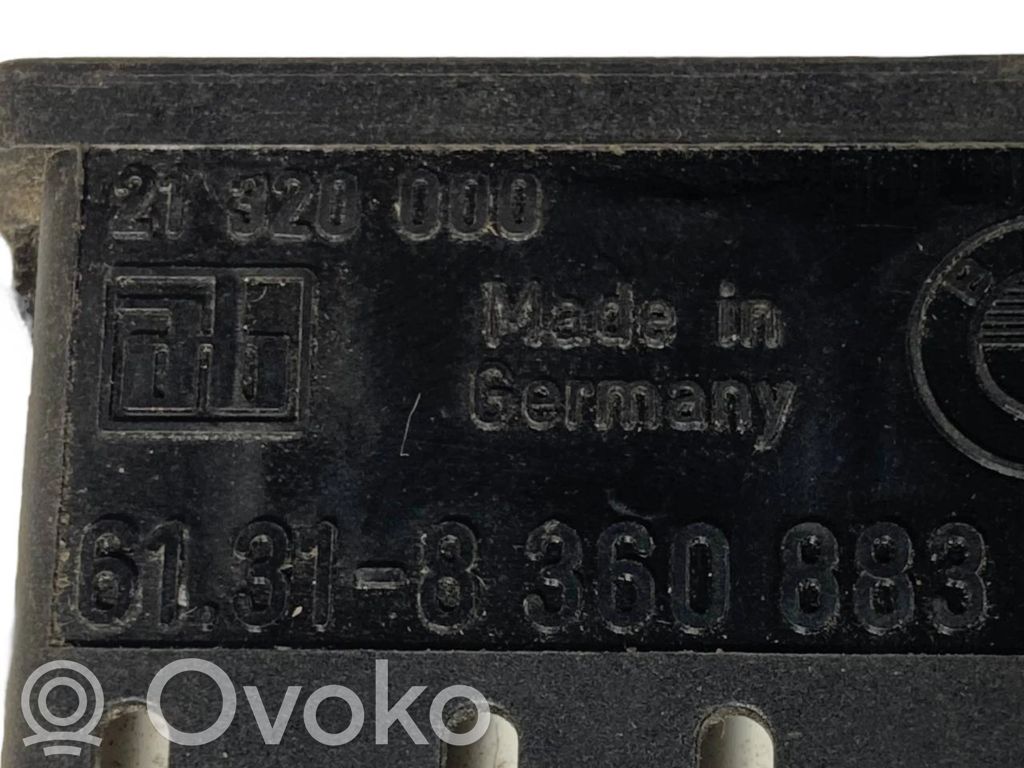 21 320 000
Made in
Germany
61.31-8 360 883
Ovoko